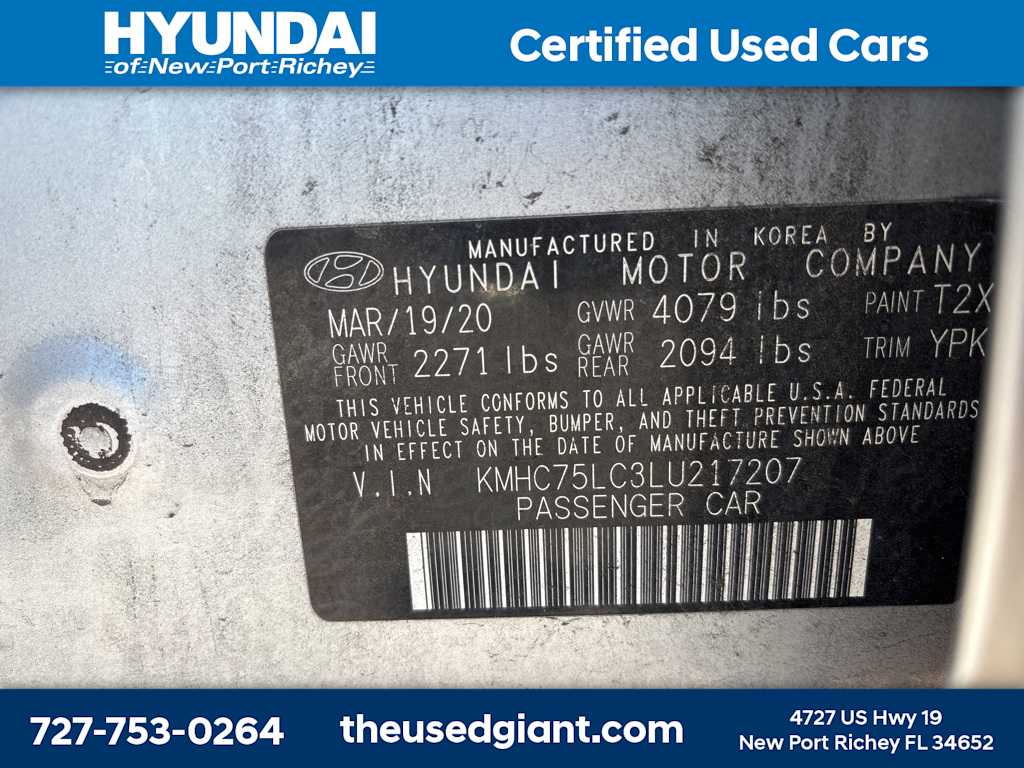 HYUNDAI
of New Port Richey
Certified Used Cars
MANUFACTURED IN KOREA BY
HYUNDAI MOTOR COMPANY
MAR/19/20 GVWR 4079 lbs PAINT T2X
GAWR FRONT 2271 lbs GAWR REAR 2094 lbs TRIM YPK
THIS VEHICLE CONFORMS TO ALL APPLICABLE U.S.A. FEDERAL
MOTOR VEHICLE SAFETY, BUMPER, AND THEFT PREVENTION STANDARDS
IN EFFECT ON THE DATE OF MANUFACTURE SHOWN ABOVE
V.I.N KMHC75LC3LU217207
PASSENGER CAR
727-753-0264
theusedgiant.com
4727 US Hwy 19
New Port Richey FL 34652